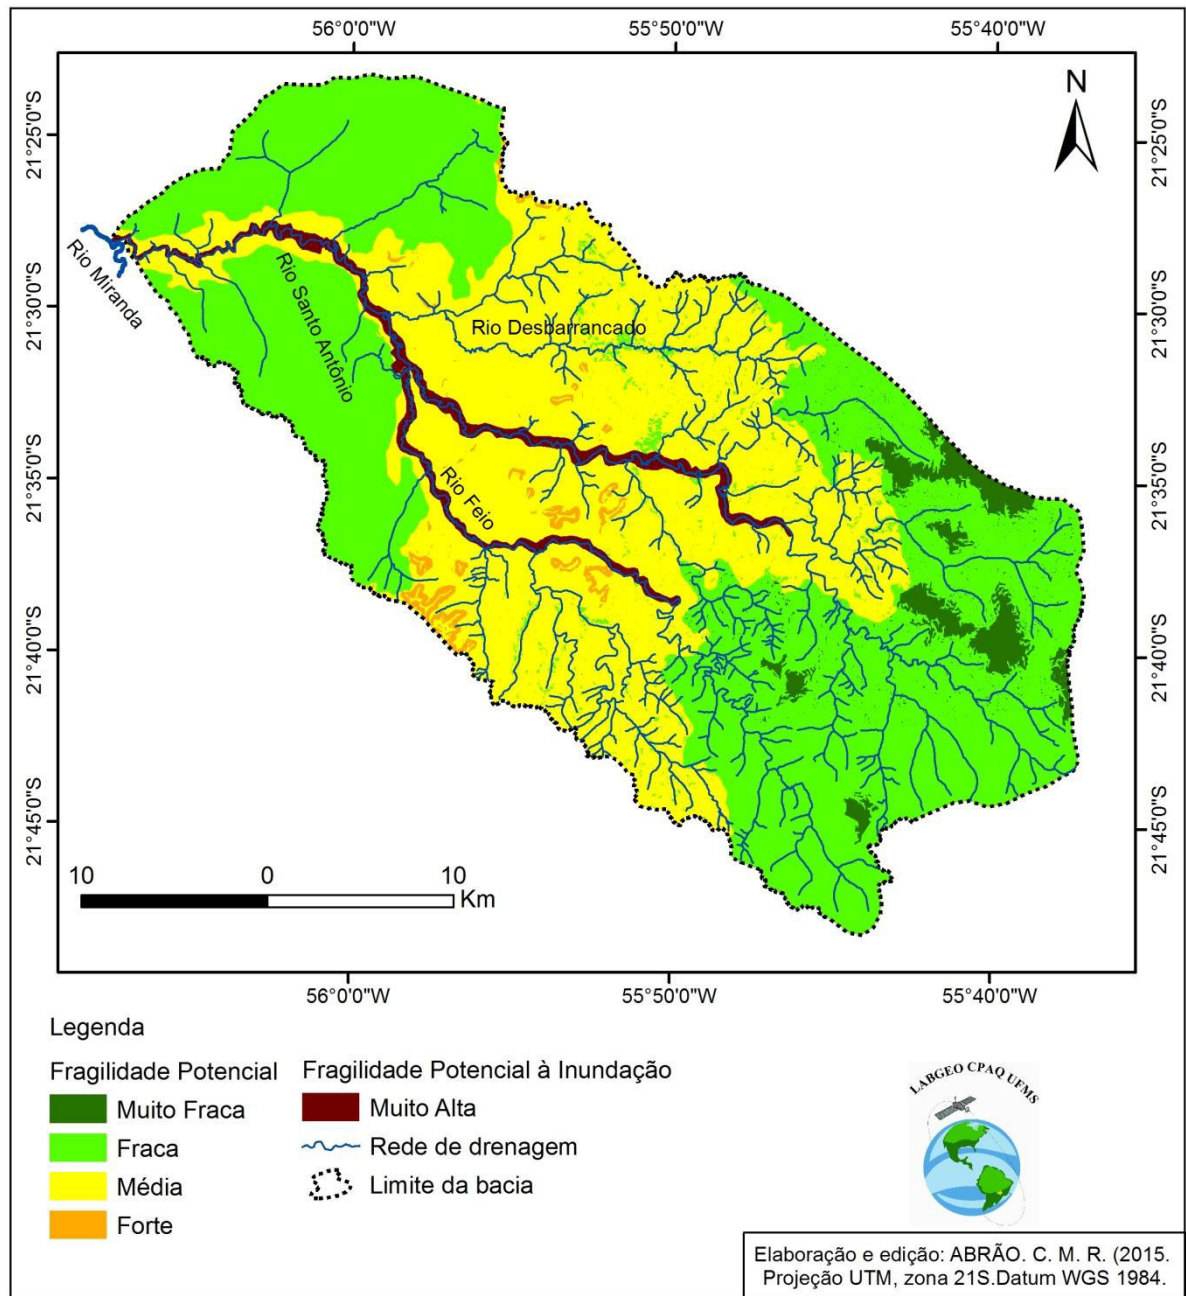 56°0'0"W
55°50'0"W
55°40'0"W
N
21°25'0"S
21°25'0"S
Rio Miranda
Rio Santo Antônio
21°30'0"S
21°30'0"S
Rio Desbarrancado
21°35'0"S
21°35'0"S
Rio Feio
21°40'0"S
21°40'0"S
21°45'0"S
21°45'0"S
10
0
10
Km
56°0'0"W
55°50'0"W
55°40'0"W
Legenda
Fragilidade Potencial
Muito Fraca
Fraca
Média
Forte
Fragilidade Potencial à Inundação
Muito Alta
Rede de drenagem
Limite da bacia
LABGEO CPAQ UFMS
Elaboração e edição: ABRÃO. C. M. R. (2015.
Projeção UTM, zona 21S.Datum WGS 1984.